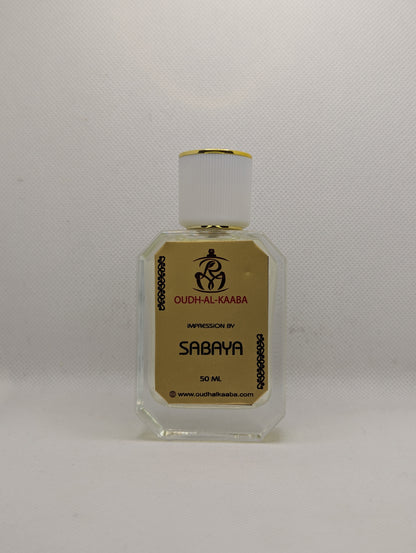 OUDH-AL-KAABA
IMPRESSION BY
SABAYA
50 ML
www.oudhalkaaba.com